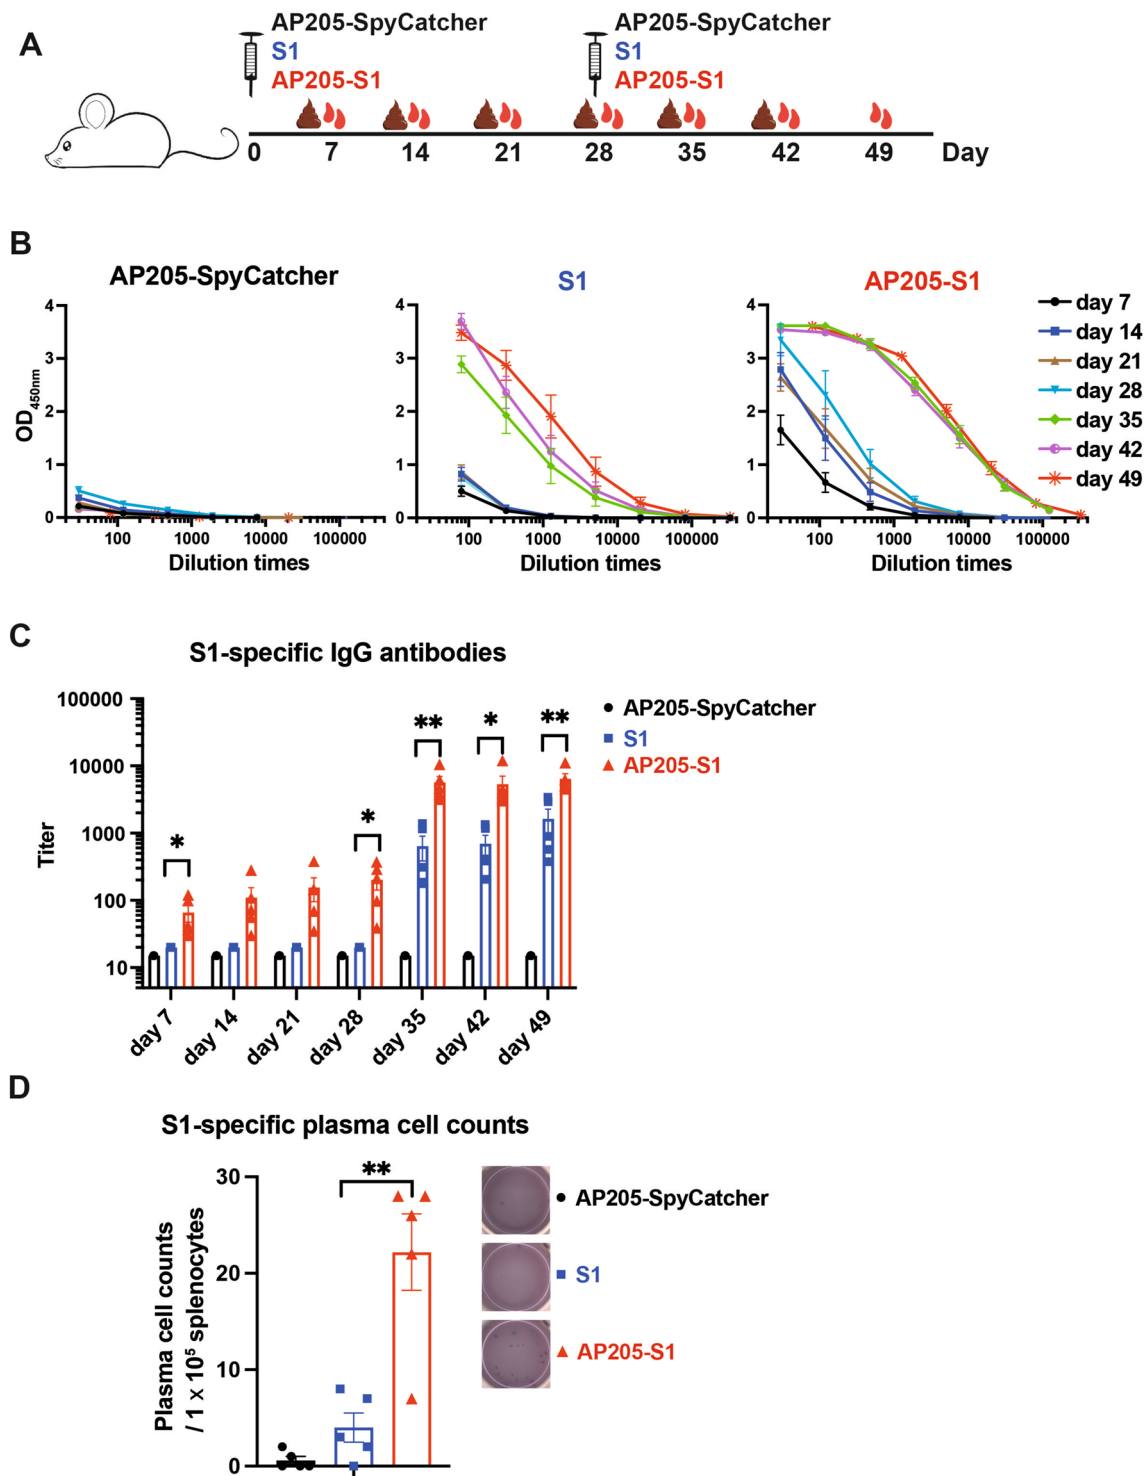 A
AP205-SpyCatcher
S1
AP205-S1
AP205-SpyCatcher
S1
AP205-S1
0 7 14 21 28 35 42 49 Day
B
AP205-SpyCatcher
S1
AP205-S1
OD450nm
4
3
2
1
0
100 1000 10000 100000
Dilution times
4
3
2
1
0
100 1000 10000 100000
Dilution times
4
3
2
1
0
100 1000 10000 100000
Dilution times
day 7
day 14
day 21
day 28
day 35
day 42
day 49
C
S1-specific IgG antibodies
Titer
100000
10000
1000
100
10
* * ** * **
day 7 day 14 day 21 day 28 day 35 day 42 day 49
AP205-SpyCatcher
S1
AP205-S1
D
S1-specific plasma cell counts
Plasma cell counts
/ 1 x 10⁵ splenocytes
30
20
10
0
**
AP205-SpyCatcher
S1
AP205-S1